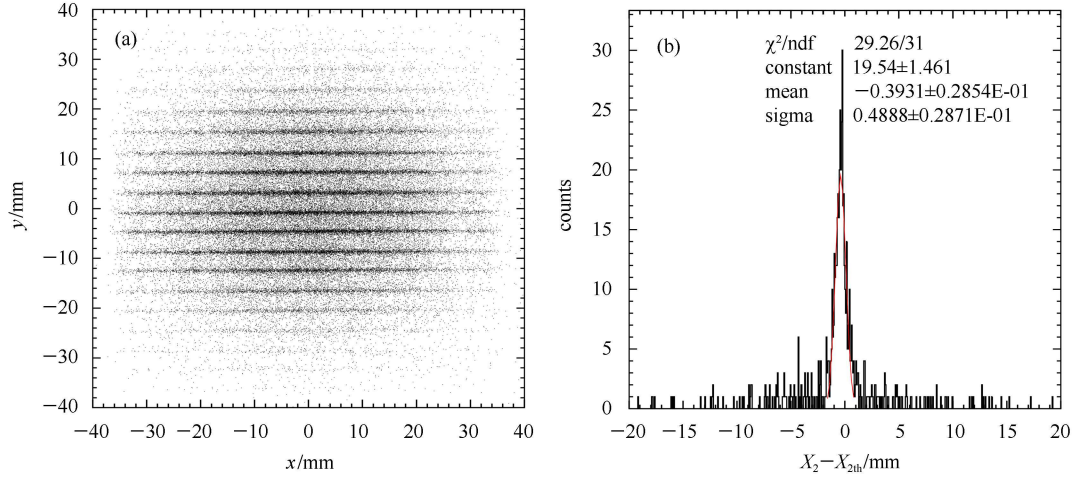 (a)
40
30
20
10
0
−10
−20
−30
−40
y/mm
−40 −30 −20 −10 0 10 20 30 40
x/mm
(b)
χ²/ndf 29.26/31
constant 19.54±1.461
mean −0.3931±0.2854E-01
sigma 0.4888±0.2871E-01
30
25
20
15
10
5
0
counts
−20 −15 −10 −5 0 5 10 15 20
X₂−X₂th/mm